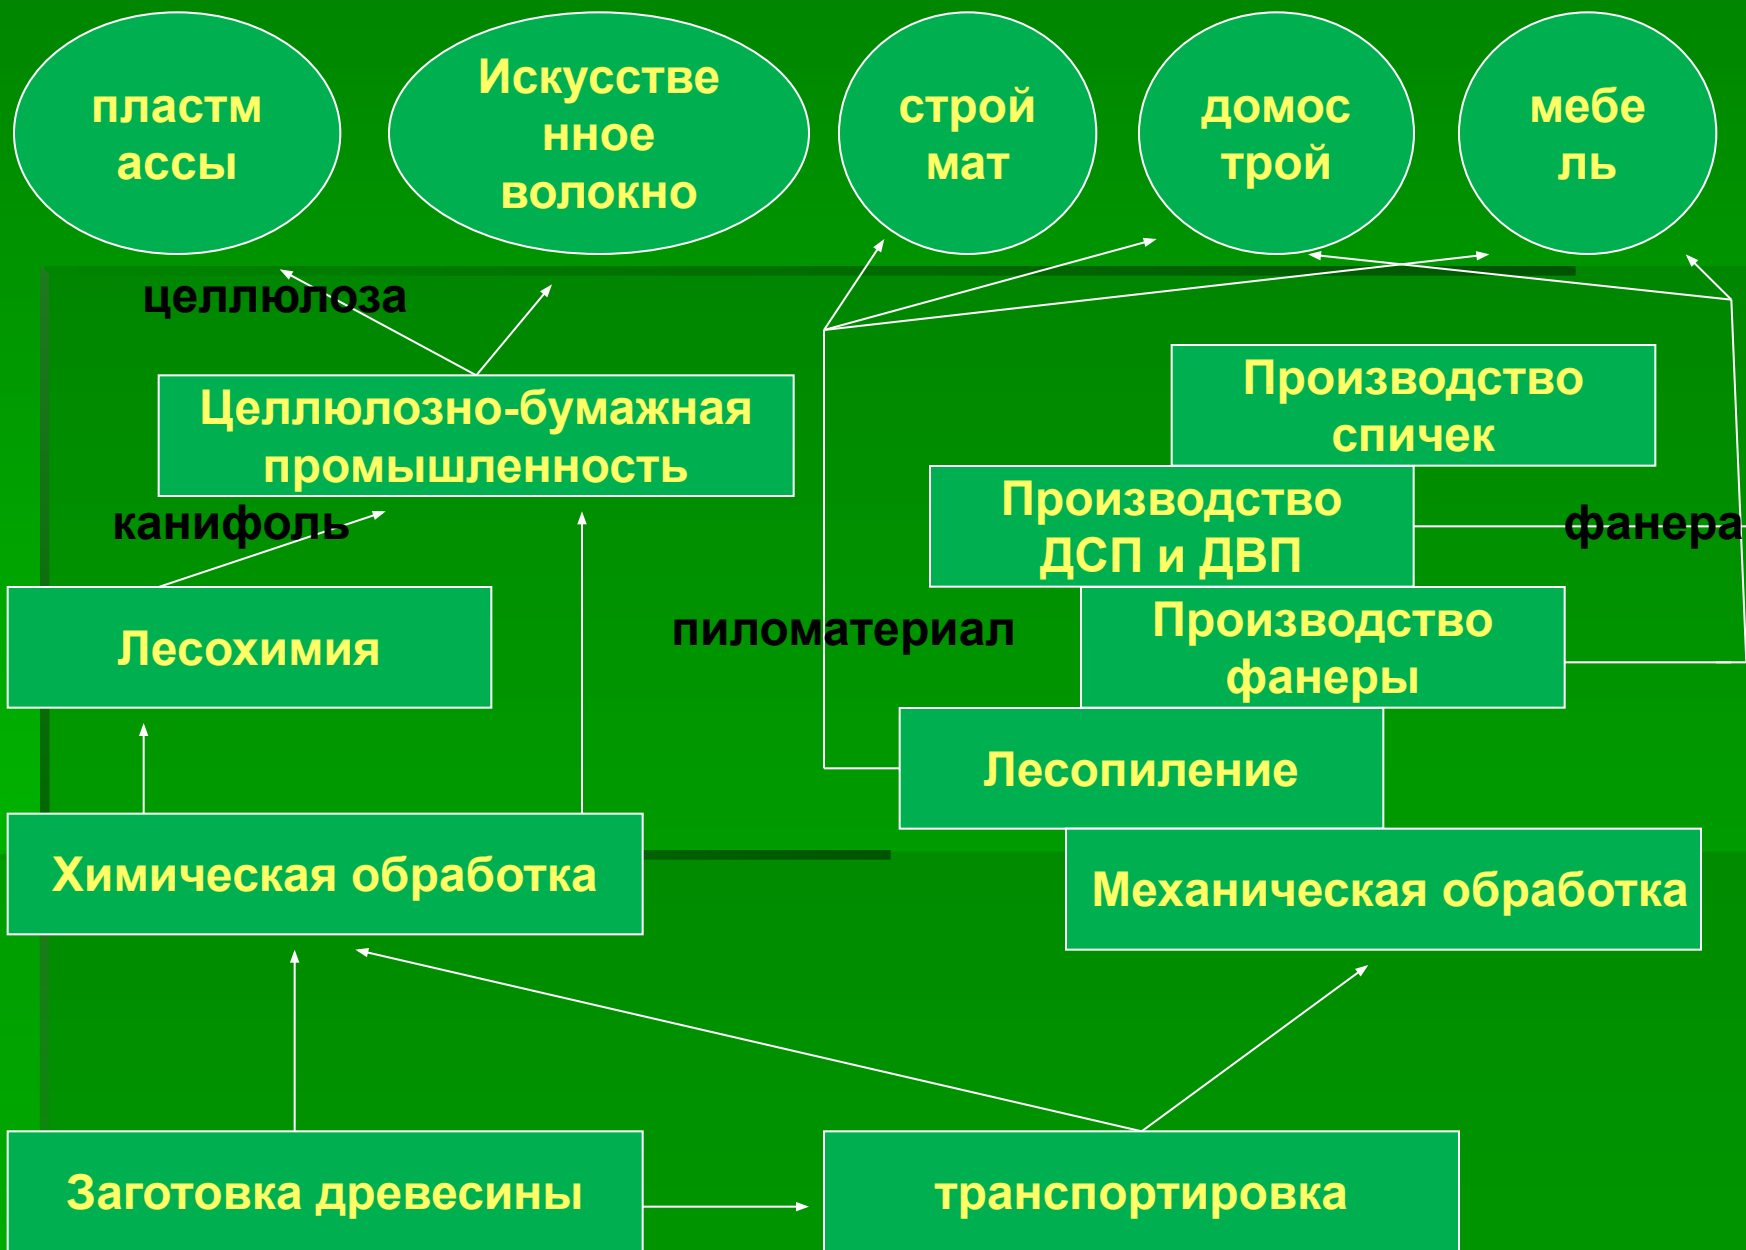 пластм
ассы
Искусстве
нное
волокно
строй
мат
домос
трой
мебе
ль
целлюлоза
Целлюлозно-бумажная
промышленность
Производство
спичек
канифоль
Производство
ДСП и ДВП
фанера
Лесохимия
пиломатериал
Производство
фанеры
Лесопиление
Химическая обработка
Механическая обработка
Заготовка древесины
транспортировка